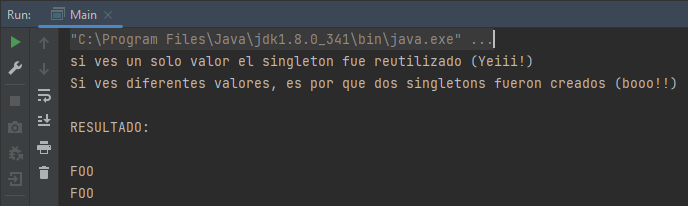 Run:
Main
"C:\Program Files\Java\jdk1.8.0_341\bin\java.exe" ...
si ves un solo valor el singleton fue reutilizado (Yeiii!)
Si ves diferentes valores, es por que dos singletons fueron creados (booo!!)
RESULTADO:
FOO
FOO